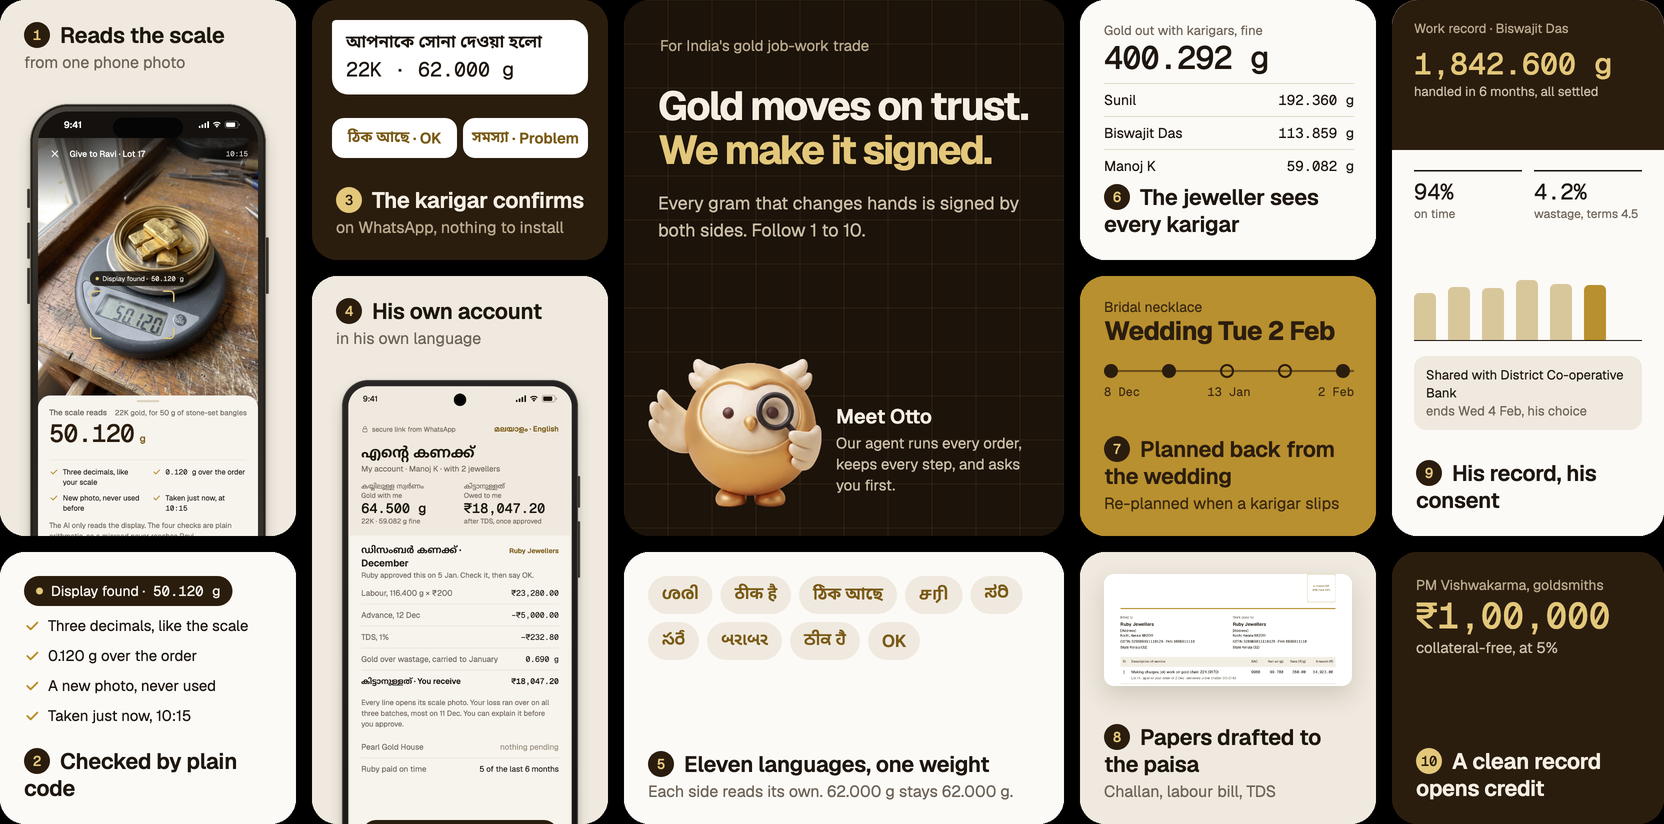 1 Reads the scale
from one phone photo
9:41
Give to Ravi · Lot 17
10:15
Display found · 50.120 g
50.120
The scale reads
22K gold, for 50 g of stone-set bangles
50.120 g
Three decimals, like your scale
0.120 g over the order
New photo, never used before
Taken just now, at 10:15
The AI only reads the display. The four checks are plain
2 Checked by plain code
Display found · 50.120 g
Three decimals, like the scale
0.120 g over the order
A new photo, never used
Taken just now, 10:15
আপনাকে সোনা দেওয়া হলো
22K · 62.000 g
ঠিক আছে · OK
সমস্যা · Problem
3 The karigar confirms
on WhatsApp, nothing to install
4 His own account
in his own language
9:41
secure link from WhatsApp
മലയാളം · English
എന്റെ കണക്ക്
My account · Manoj K · with 2 jewellers
കയ്യിലുള്ള സ്വർണം
Gold with me
64.500 g
22K · 59.082 g fine
കിട്ടാനുള്ളത്
Owed to me
₹18,047.20
after TDS, once approved
ഡിസംബർ കണക്ക് · December
Ruby Jewellers
Ruby approved this on 5 Jan. Check it, then say OK.
Labour, 116.400 g × ₹200
₹23,280.00
Advance, 12 Dec
−₹5,000.00
TDS, 1%
−₹232.80
Gold over wastage, carried to January
0.690 g
കിട്ടാനുള്ളത് · You receive
₹18,047.20
Every line opens its scale photo. Your loss ran over on all
three batches, most on 11 Dec. You can explain it before
you approve.
Pearl Gold House
nothing pending
Ruby paid on time
5 of the last 6 months
For India's gold job-work trade
Gold moves on trust.
We make it signed.
Every gram that changes hands is signed by
both sides. Follow 1 to 10.
Meet Otto
Our agent runs every order,
keeps every step, and asks
you first.
ശരി
ठीक है
ঠিক আছে
சரி
ಸರಿ
సరే
બરાબર
ਠੀਕ ਹੈ
OK
5 Eleven languages, one weight
Each side reads its own. 62.000 g stays 62.000 g.
Gold out with karigars, fine
400.292 g
Sunil
192.360 g
Biswajit Das
113.859 g
Manoj K
59.082 g
6 The jeweller sees
every karigar
Bridal necklace
Wedding Tue 2 Feb
8 Dec
13 Jan
2 Feb
7 Planned back from
the wedding
Re-planned when a karigar slips
Ruby Jewellers
Ruby Jewellers
8 Papers drafted to
the paisa
Challan, labour bill, TDS
Work record · Biswajit Das
1,842.600 g
handled in 6 months, all settled
94%
on time
4.2%
wastage, terms 4.5
Shared with District Co-operative
Bank
ends Wed 4 Feb, his choice
9 His record, his
consent
PM Vishwakarma, goldsmiths
₹1,00,000
collateral-free, at 5%
10 A clean record
opens credit